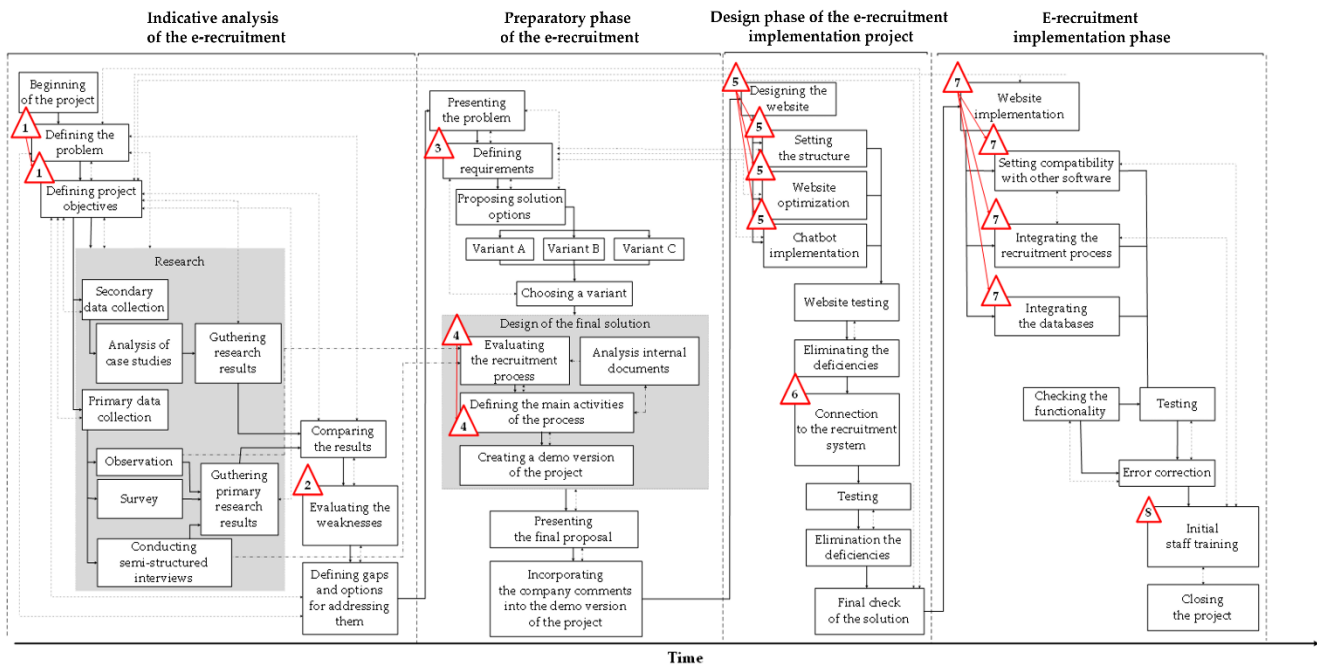 Indicative analysis
of the e-recruitment
Preparatory phase
of the e-recruitment
Design phase of the e-recruitment
implementation project
E-recruitment
implementation phase
Beginning
of the project
1
Defining the
problem
1
Defining project
objectives
Research
Secondary
data collection
Analysis of
case studies
Guthering
research
results
Primary data
collection
Observation
Survey
Conducting
semi-structured
interviews
Guthering
primary
research
results
Comparing
the results
2
Evaluating the
weaknesses
Defining gaps
and options
for addressing
them
Presenting
the problem
3
Defining
requirements
Proposing solution
options
Variant A
Variant B
Variant C
Choosing a variant
Design of the final solution
4
Evaluating
the recruitment
process
Analysis internal
documents
4
Defining the main activities
of the process
Creating a demo version
of the project
Presenting
the final proposal
Incorporating
the company comments
into the demo version
of the project
5
Designing the
website
5
Setting
the structure
5
Website
optimization
5
Chatbot
implementation
Website testing
Eliminating the
deficiencies
6
Connection
to the recruitment
system
Testing
Elimination the
deficiencies
Final check
of the solution
7
Website
implementation
7
Setting compatibility
with other software
7
Integrating the
recruitment process
7
Integrating
the databases
Checking the
functionality
Testing
Error correction
8
Initial
staff training
Closing
the project
Time